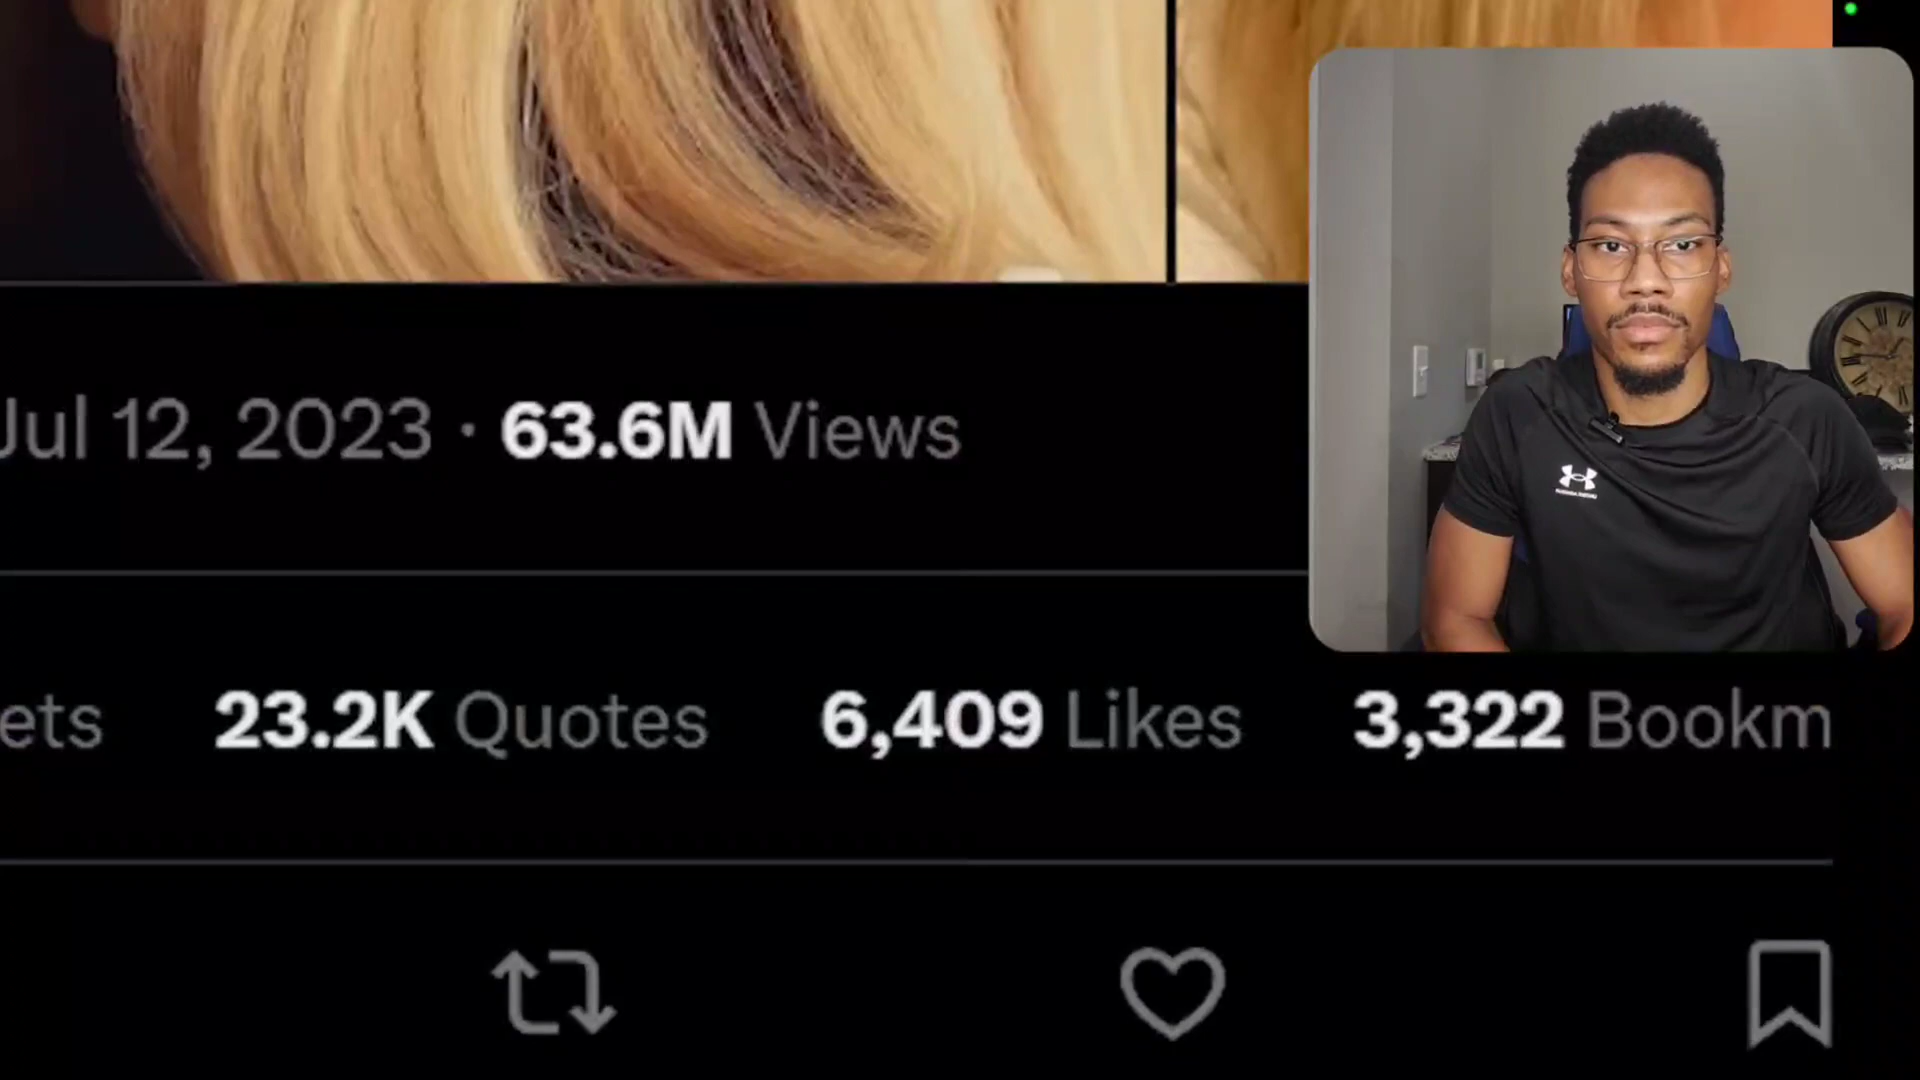 Jul 12, 2023 · 63.6M Views
ets 23.2K Quotes 6,409 Likes 3,322 Bookm